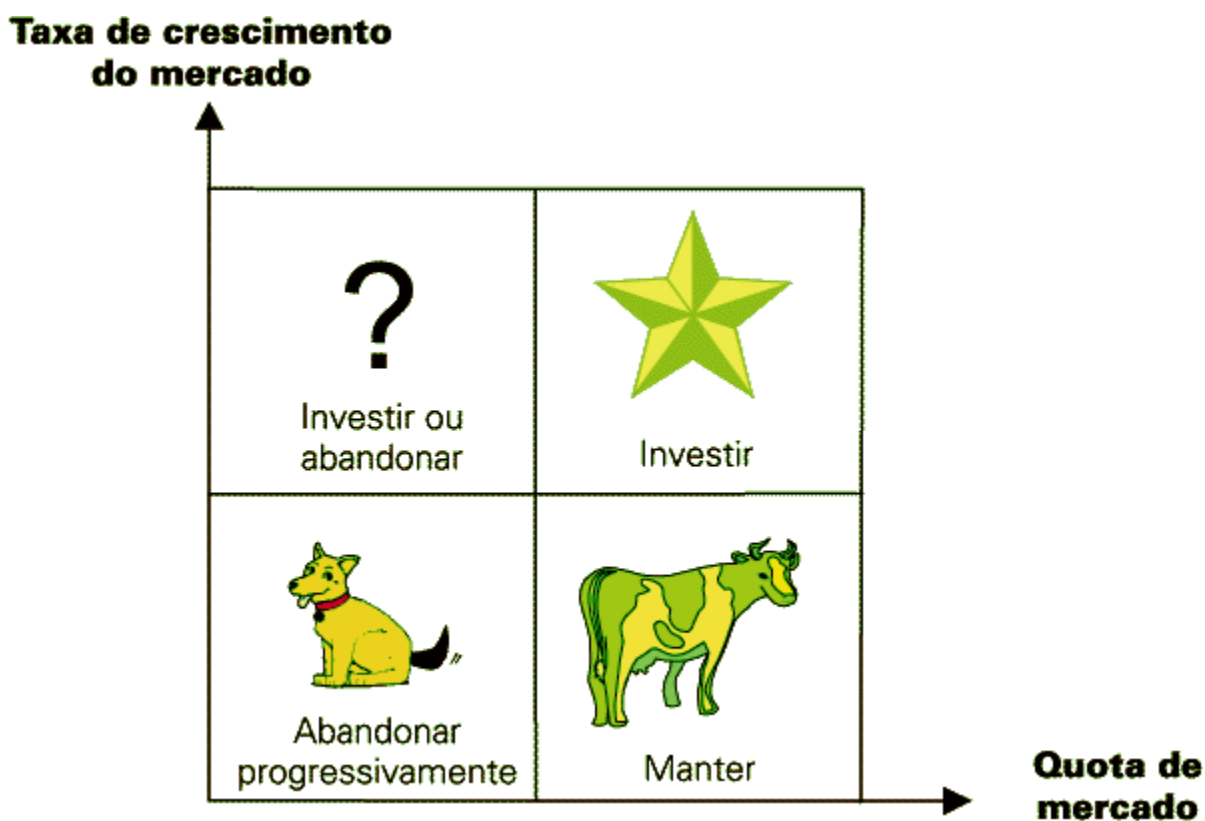 Taxa de crescimento
do mercado
?
Investir ou
abandonar
Investir
Abandonar
progressivamente
Manter
Quota de
mercado